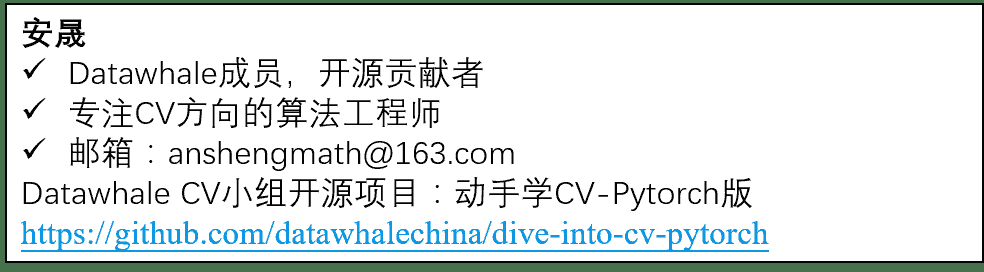 安晟
✓ Datawhale成员，开源贡献者
✓ 专注CV方向的算法工程师
✓ 邮箱：anshengmath@163.com
Datawhale CV小组开源项目：动手学CV-Pytorch版
https://github.com/datawhalechina/dive-into-cv-pytorch